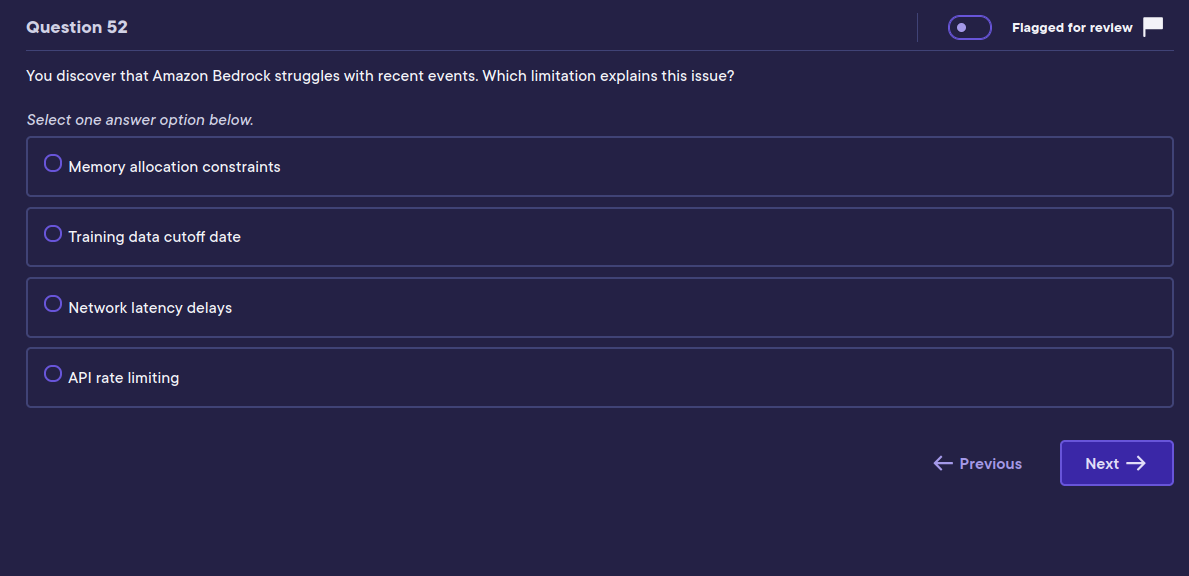 Question 52
Flagged for review
You discover that Amazon Bedrock struggles with recent events. Which limitation explains this issue?
Select one answer option below.
Memory allocation constraints
Training data cutoff date
Network latency delays
API rate limiting
Previous
Next